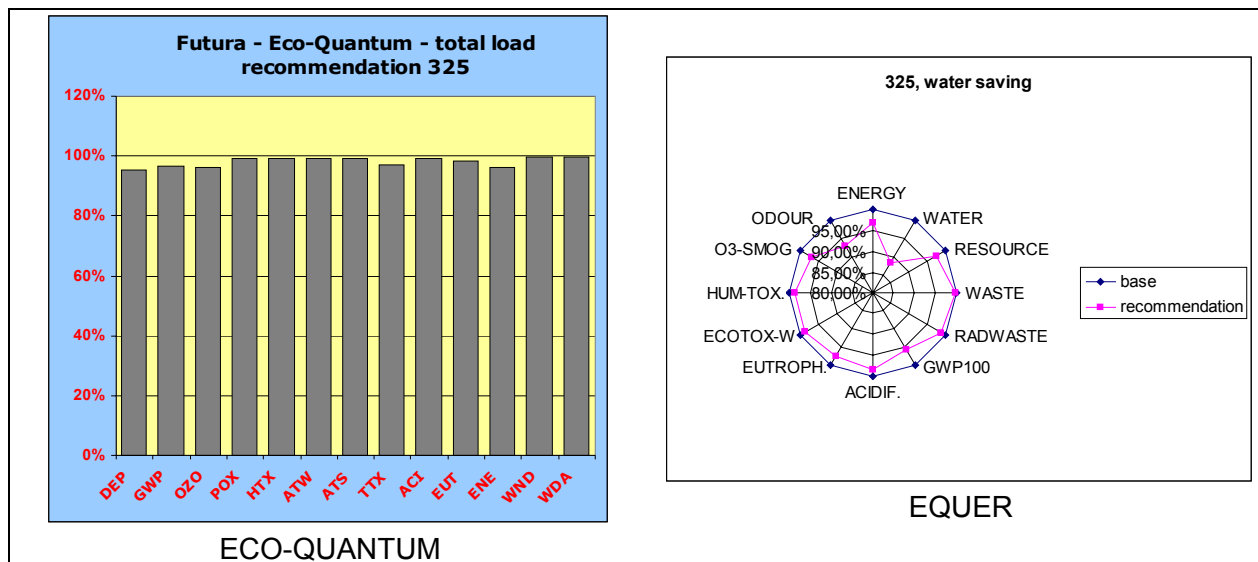 Futura - Eco-Quantum - total load
recommendation 325
120%
100%
80%
60%
40%
20%
0%
DEP
GWP
OZO
POX
HTX
ATW
ATS
TTX
ACI
EUT
ENE
WND
WDA
ECO-QUANTUM
325, water saving
ENERGY
WATER
RESOURCE
WASTE
RADWASTE
GWP100
ACIDIF.
EUTROPH.
ECOTOX-W
HUM-TOX.
O3-SMOG
ODOUR
95,00%
90,00%
85,00%
80,00%
base
recommendation
EQUER